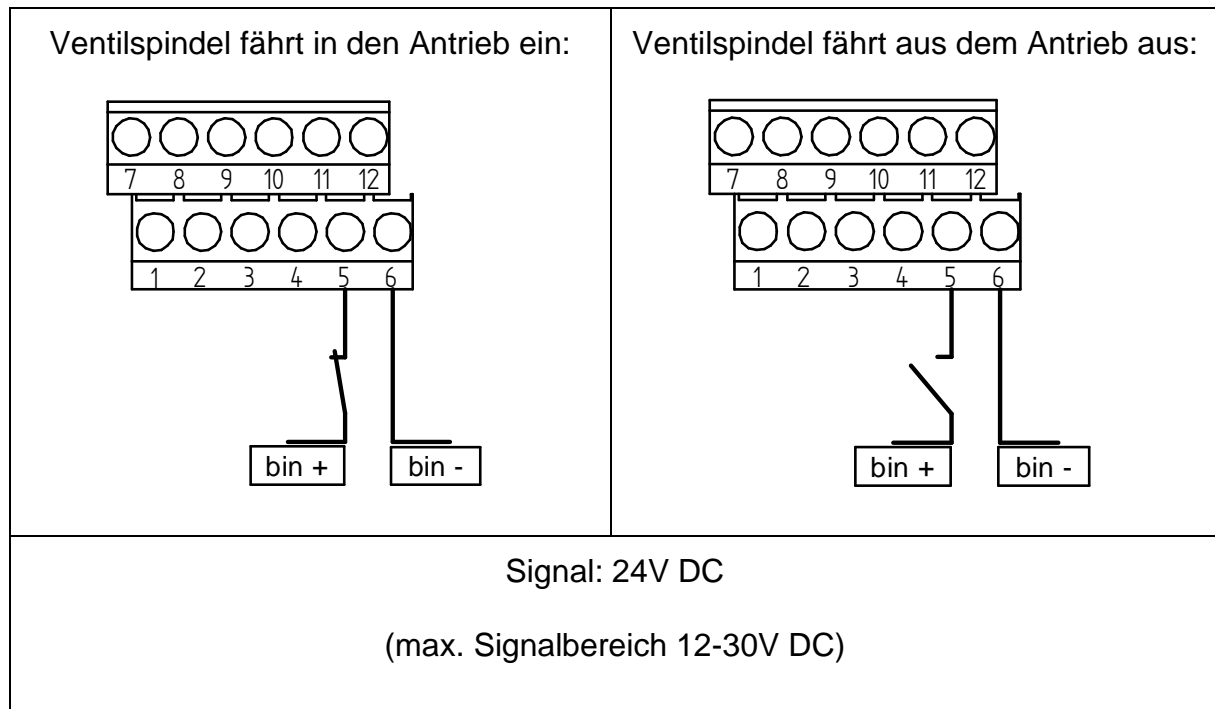 Ventilspindel fährt in den Antrieb ein:
7 8 9 10 11 12
1 2 3 4 5 6
bin + bin -
Ventilspindel fährt aus dem Antrieb aus:
7 8 9 10 11 12
1 2 3 4 5 6
bin + bin -
Signal: 24V DC
(max. Signalbereich 12-30V DC)